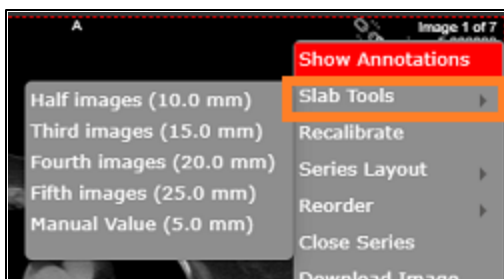 A
Image 1 of 7
Show Annotations
Slab Tools
Recalibrate
Series Layout
Reorder
Close Series
Download Image
Half images (10.0 mm)
Third images (15.0 mm)
Fourth images (20.0 mm)
Fifth images (25.0 mm)
Manual Value (5.0 mm)